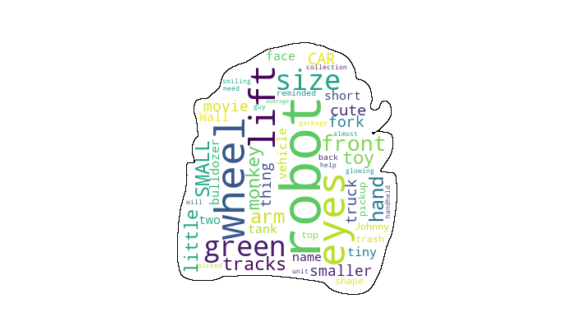 face
CAR
collection
smiling
size
need
reminded
lift
short
average
movie
guy
cute
Wall
garbage
fork
almost
wheel
robot
front
vehicle
back
toy
SMALL
bulldozer
monkey
thing
help
glowing
eyes
truck
pickup
hand
handheld
will
little
two
arm
tank
top
Johnny
trash
green
name
tiny
picked
tracks
unit
smaller
shape